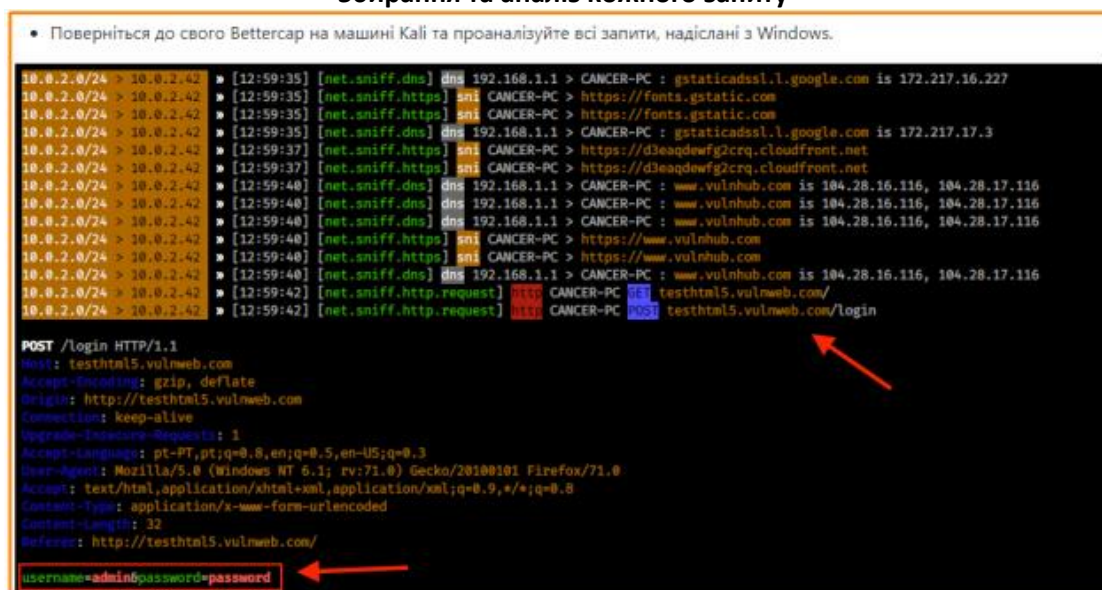 Збирання та аналіз кожного запиту
• Поверніться до свого Bettercap на машині Kali та проаналізуйте всі запити, надіслані з Windows.
10.0.2.0/24 > 10.0.2.42 » [12:59:35] [net.sniff.dns] dns 192.168.1.1 > CANCER-PC : gstaticadssl.l.google.com is 172.217.16.227
10.0.2.0/24 > 10.0.2.42 » [12:59:35] [net.sniff.https] sni CANCER-PC > https://fonts.gstatic.com
10.0.2.0/24 > 10.0.2.42 » [12:59:35] [net.sniff.https] sni CANCER-PC > https://fonts.gstatic.com
10.0.2.0/24 > 10.0.2.42 » [12:59:35] [net.sniff.dns] dns 192.168.1.1 > CANCER-PC : gstaticadssl.l.google.com is 172.217.17.3
10.0.2.0/24 > 10.0.2.42 » [12:59:37] [net.sniff.https] sni CANCER-PC > https://d3eaqdewfg2crq.cloudfront.net
10.0.2.0/24 > 10.0.2.42 » [12:59:37] [net.sniff.https] sni CANCER-PC > https://d3eaqdewfg2crq.cloudfront.net
10.0.2.0/24 > 10.0.2.42 » [12:59:40] [net.sniff.dns] dns 192.168.1.1 > CANCER-PC : www.vulnhub.com is 104.28.16.116, 104.28.17.116
10.0.2.0/24 > 10.0.2.42 » [12:59:40] [net.sniff.dns] dns 192.168.1.1 > CANCER-PC : www.vulnhub.com is 104.28.16.116, 104.28.17.116
10.0.2.0/24 > 10.0.2.42 » [12:59:40] [net.sniff.dns] dns 192.168.1.1 > CANCER-PC : www.vulnhub.com is 104.28.16.116, 104.28.17.116
10.0.2.0/24 > 10.0.2.42 » [12:59:40] [net.sniff.https] sni CANCER-PC > https://www.vulnhub.com
10.0.2.0/24 > 10.0.2.42 » [12:59:40] [net.sniff.dns] dns 192.168.1.1 > CANCER-PC : www.vulnhub.com is 104.28.16.116, 104.28.17.116
10.0.2.0/24 > 10.0.2.42 » [12:59:42] [net.sniff.http.request] http CANCER-PC GET testhtml5.vulnweb.com/
10.0.2.0/24 > 10.0.2.42 » [12:59:42] [net.sniff.http.request] http CANCER-PC POST testhtml5.vulnweb.com/login
POST /login HTTP/1.1
Host: testhtml5.vulnweb.com
Accept-Encoding: gzip, deflate
Origin: http://testhtml5.vulnweb.com
Connection: keep-alive
Upgrade-Insecure-Requests: 1
Accept-Language: pt-PT,pt;q=0.8,en;q=0.5,en-US;q=0.3
User-Agent: Mozilla/5.0 (Windows NT 6.1; rv:71.0) Gecko/20100101 Firefox/71.0
Accept: text/html,application/xhtml+xml,application/xml;q=0.9,*/*;q=0.8
Content-Type: application/x-www-form-urlencoded
Content-Length: 32
Referer: http://testhtml5.vulnweb.com/
username=admin&password=password